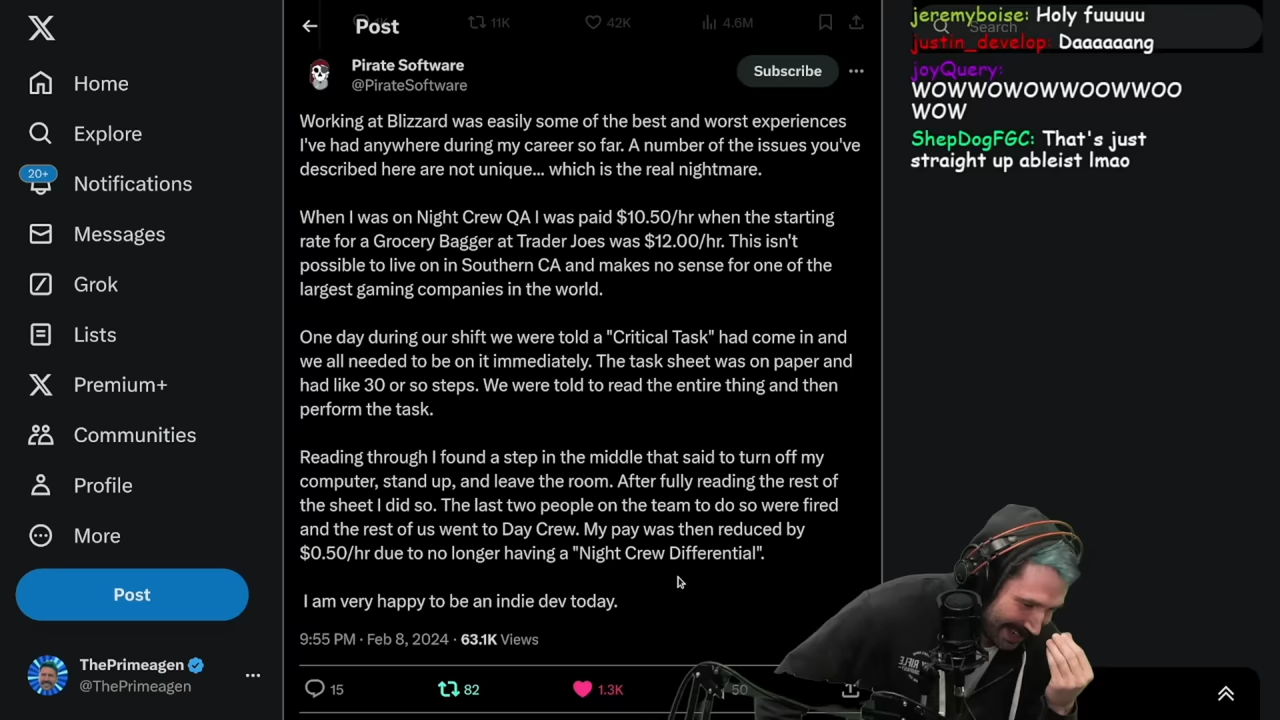 Post
11K
42K
4.6M
Search
Home
Explore
20+
Notifications
Messages
Grok
Lists
Premium+
Communities
Profile
More
Post
ThePrimeagen
@ThePrimeagen
Pirate Software
@PirateSoftware
Subscribe
Working at Blizzard was easily some of the best and worst experiences
I've had anywhere during my career so far. A number of the issues you've
described here are not unique... which is the real nightmare.
When I was on Night Crew QA I was paid $10.50/hr when the starting
rate for a Grocery Bagger at Trader Joes was $12.00/hr. This isn't
possible to live on in Southern CA and makes no sense for one of the
largest gaming companies in the world.
One day during our shift we were told a "Critical Task" had come in and
we all needed to be on it immediately. The task sheet was on paper and
had like 30 or so steps. We were told to read the entire thing and then
perform the task.
Reading through I found a step in the middle that said to turn off my
computer, stand up, and leave the room. After fully reading the rest of
the sheet I did so. The last two people on the team to do so were fired
and the rest of us went to Day Crew. My pay was then reduced by
$0.50/hr due to no longer having a "Night Crew Differential".
I am very happy to be an indie dev today.
9:55 PM · Feb 8, 2024 · 63.1K Views
15
82
1.3K
50
jeremyboise: Holy fuuuuu
justin_develop: Daaaaaang
joyQuery:
WOWWOWOWWOOWWOO
WOW
ShepDogFGC: That's just
straight up ableist lmao